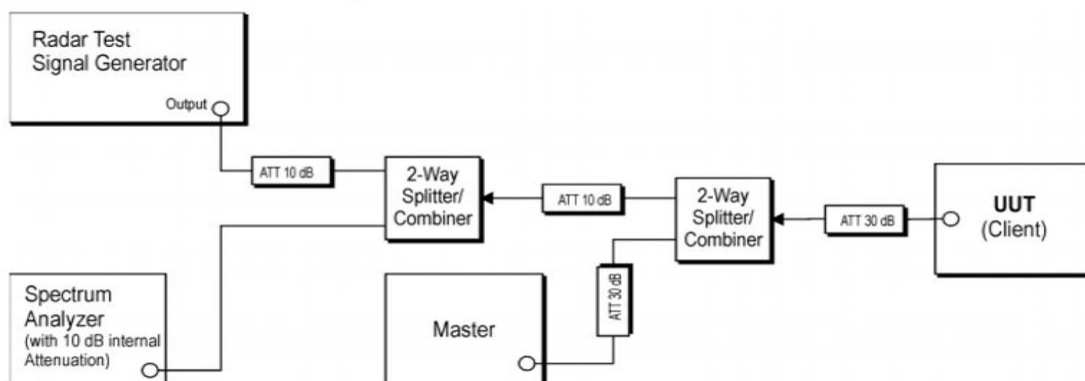 Radar Test
Signal Generator
Output
ATT 10 dB
2-Way
Splitter/
Combiner
ATT 10 dB
2-Way
Splitter/
Combiner
ATT 30 dB
UUT
(Client)
Spectrum
Analyzer
(with 10 dB internal
Attenuation)
Master
ATT 30 dB